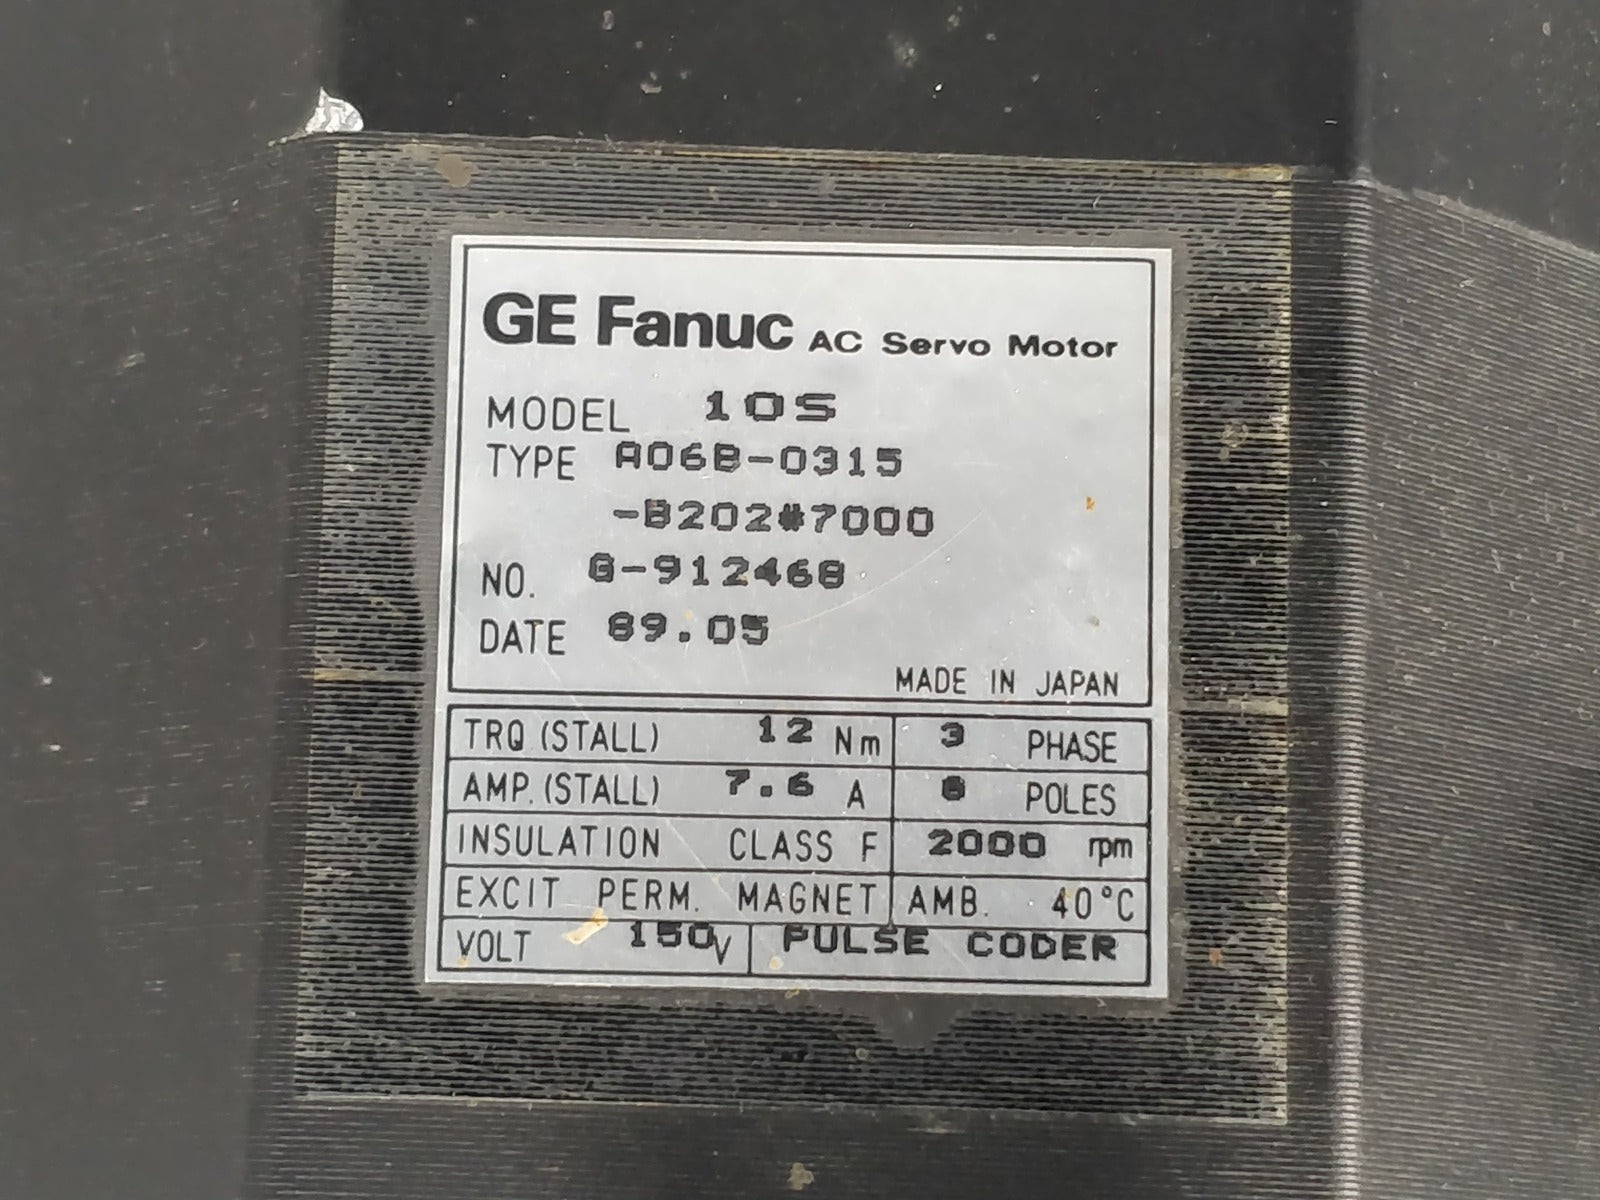 GE Fanuc AC Servo Motor
MODEL 10S
TYPE A06B-0315
-B202#7000
NO. G-912468
DATE 89.05
MADE IN JAPAN
TRQ (STALL) 12 Nm 3 PHASE
AMP. (STALL) 7.6 A 8 POLES
INSULATION CLASS F 2000 rpm
EXCIT PERM. MAGNET AMB. 40°C
VOLT 150V PULSE CODER